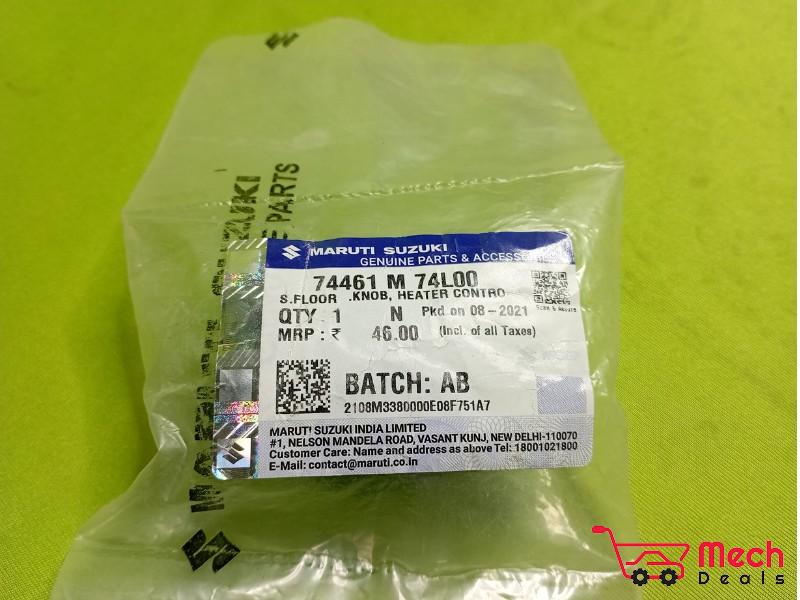 MARUTI SUZUKI
GENUINE PARTS &
74461 M 74L00
S.FLOOR .KNOB, HEATER CONTRO
QTY : 1 N Pkd on 08-2021
MRP : ₹ 46.00 (Incl. of all Taxes)
BATCH: AB
2108M3380000E08F751A7
MARUTI SUZUKI INDIA LIMITED
#1, NELSON MANDELA ROAD, VASANT KUNJ, NEW DELHI-110070
Customer Care: Name and address as above Tel: 18001021800
E-Mail: contact@maruti.co.in
PARTS
Mech
Deals